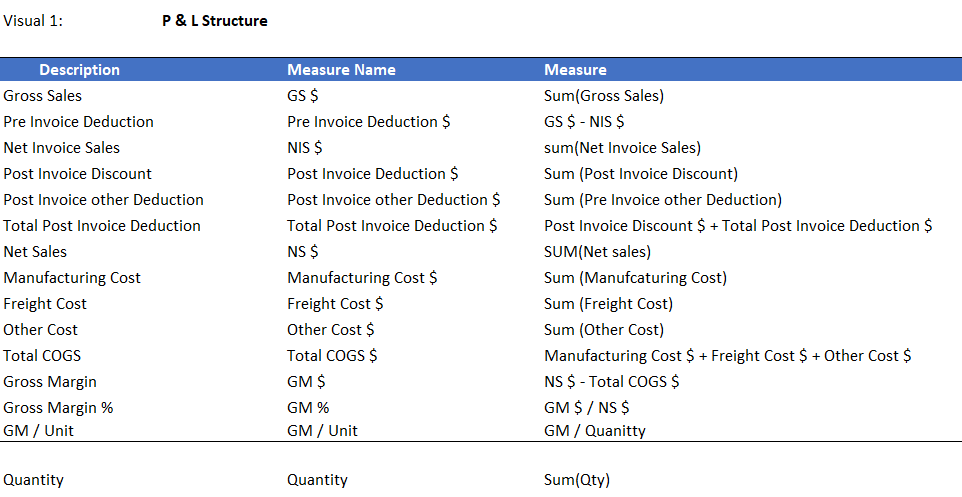 Visual 1: P & L Structure
Description Measure Name Measure
Gross Sales GS $ Sum(Gross Sales)
Pre Invoice Deduction Pre Invoice Deduction $ GS $ - NIS $
Net Invoice Sales NIS $ sum(Net Invoice Sales)
Post Invoice Discount Post Invoice Deduction $ Sum (Post Invoice Discount)
Post Invoice other Deduction Post Invoice other Deduction $ Sum (Pre Invoice other Deduction)
Total Post Invoice Deduction Total Post Invoice Deduction $ Post Invoice Discount $ + Total Post Invoice Deduction $
Net Sales NS $ SUM(Net sales)
Manufacturing Cost Manufacturing Cost $ Sum (Manufcaturing Cost)
Freight Cost Freight Cost $ Sum (Freight Cost)
Other Cost Other Cost $ Sum (Other Cost)
Total COGS Total COGS $ Manufacturing Cost $ + Freight Cost $ + Other Cost $
Gross Margin GM $ NS $ - Total COGS $
Gross Margin % GM % GM $ / NS $
GM / Unit GM / Unit GM / Quanitty
Quantity Quantity Sum(Qty)